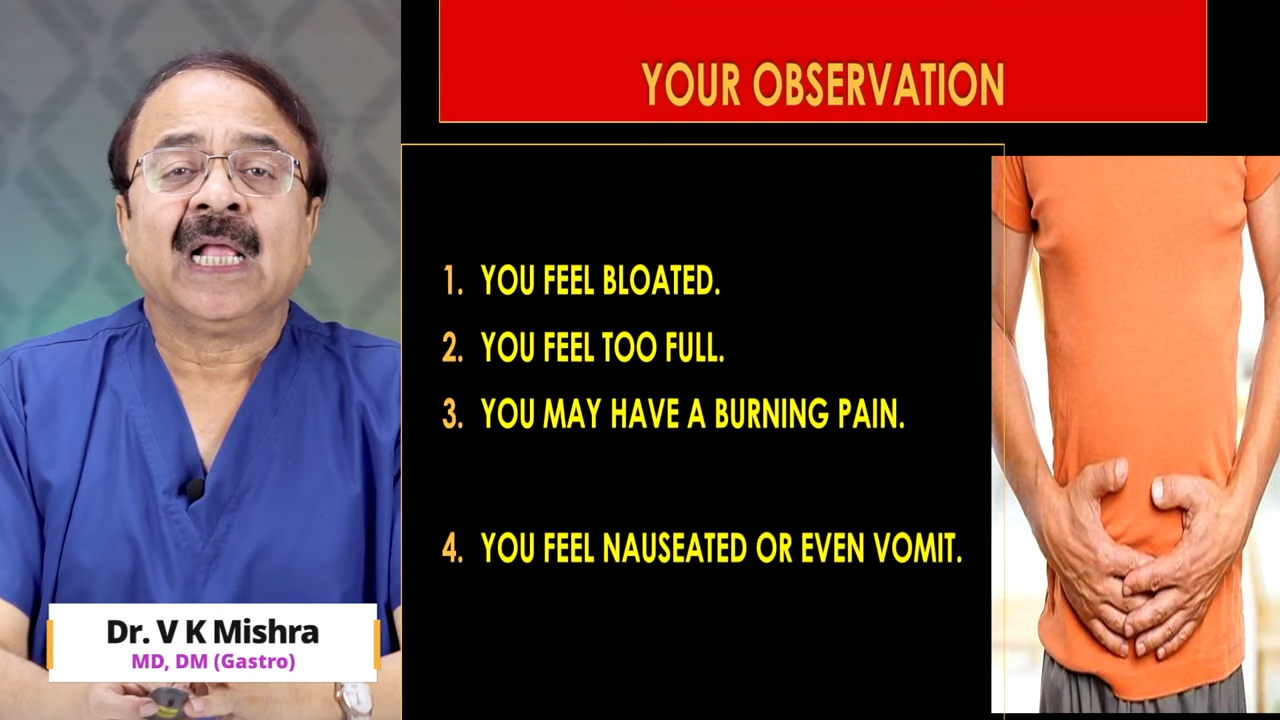 YOUR OBSERVATION
1. YOU FEEL BLOATED.
2. YOU FEEL TOO FULL.
3. YOU MAY HAVE A BURNING PAIN.
4. YOU FEEL NAUSEATED OR EVEN VOMIT.
Dr. V K Mishra
MD, DM (Gastro)